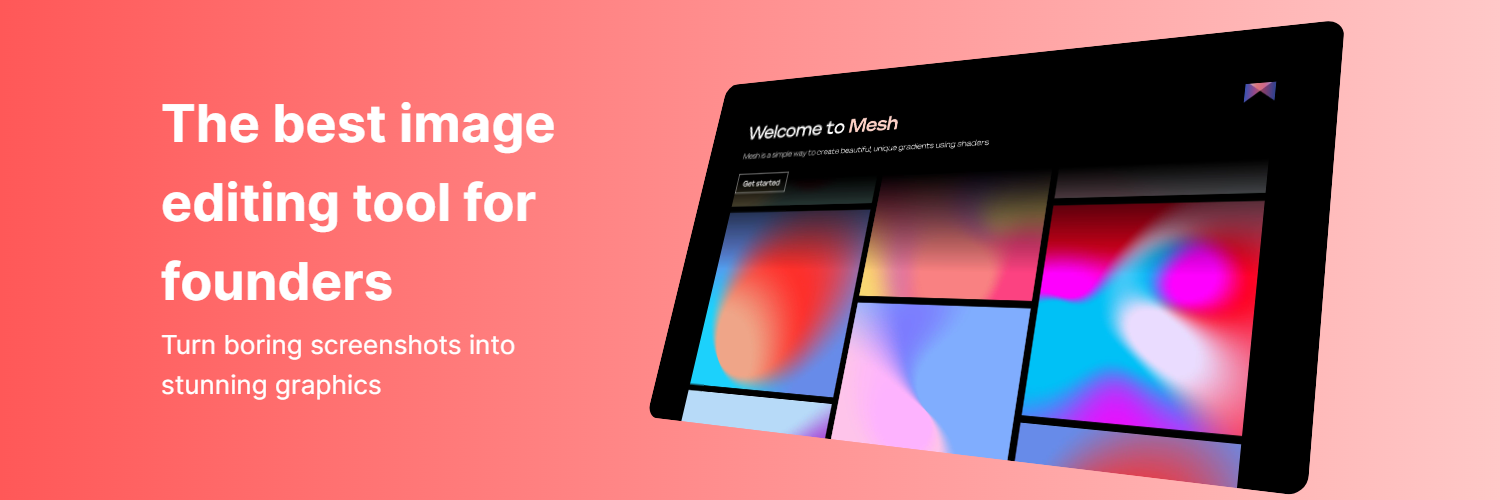 The best image
editing tool for
founders
Turn boring screenshots into
stunning graphics
Welcome to Mesh
Mesh is a simple way to create beautiful, unique gradients using shaders
Get started